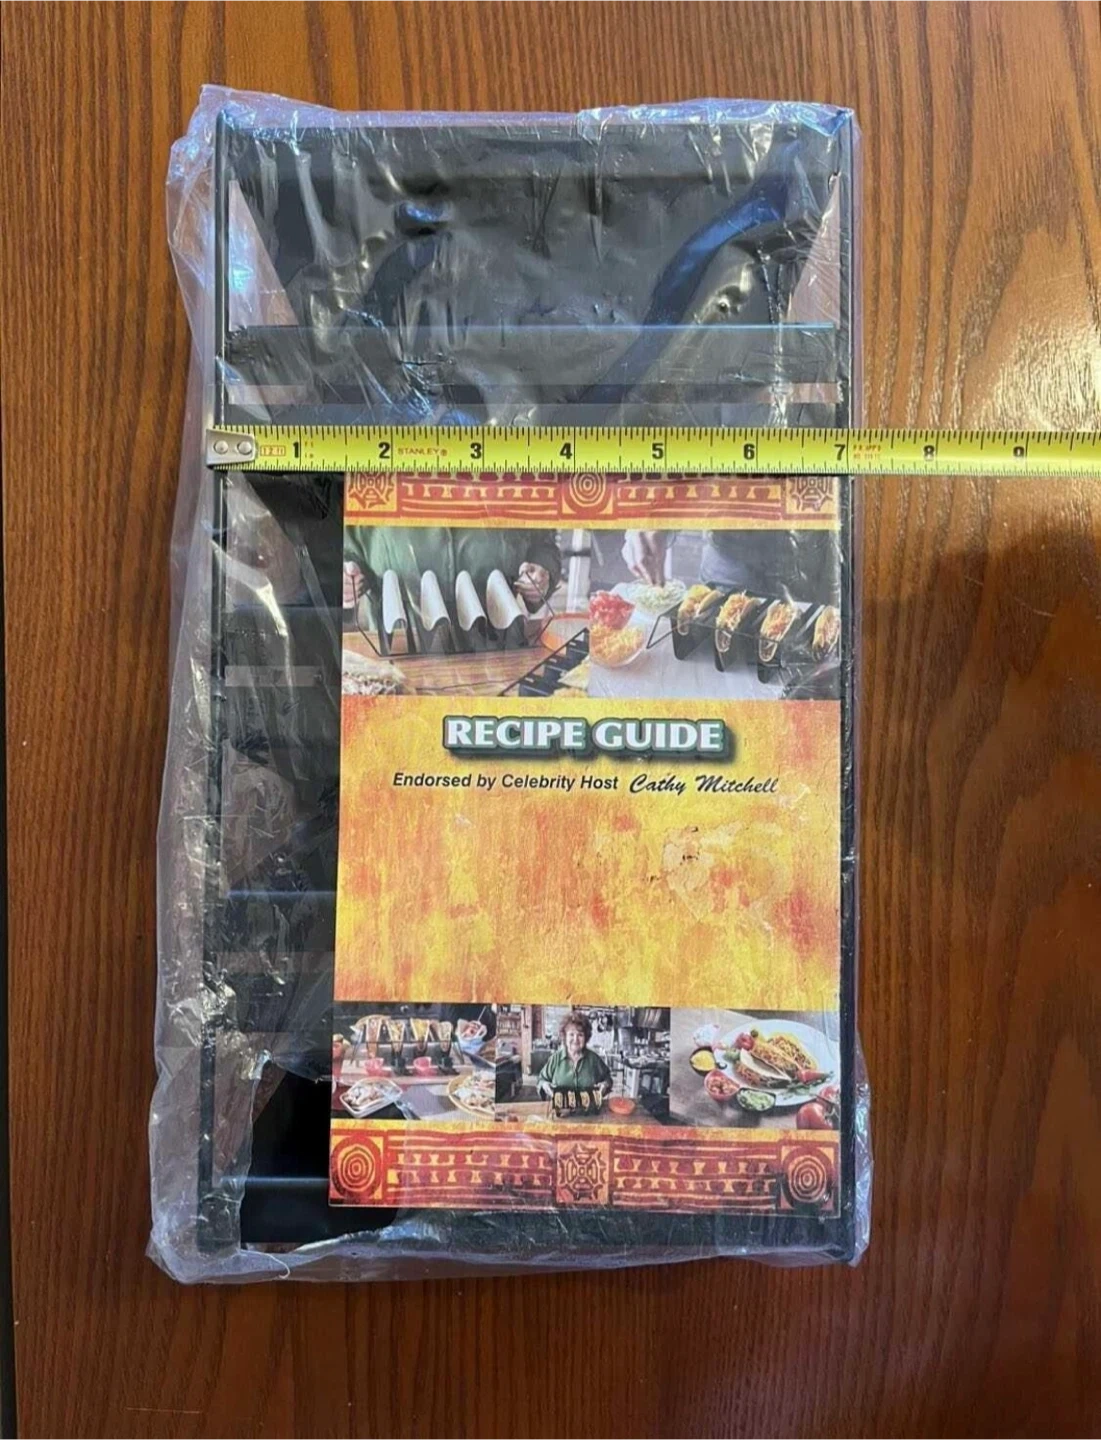 1 2 STANLEY® 3 4 5 6 7 8 9
RECIPE GUIDE
Endorsed by Celebrity Host Cathy Mitchell